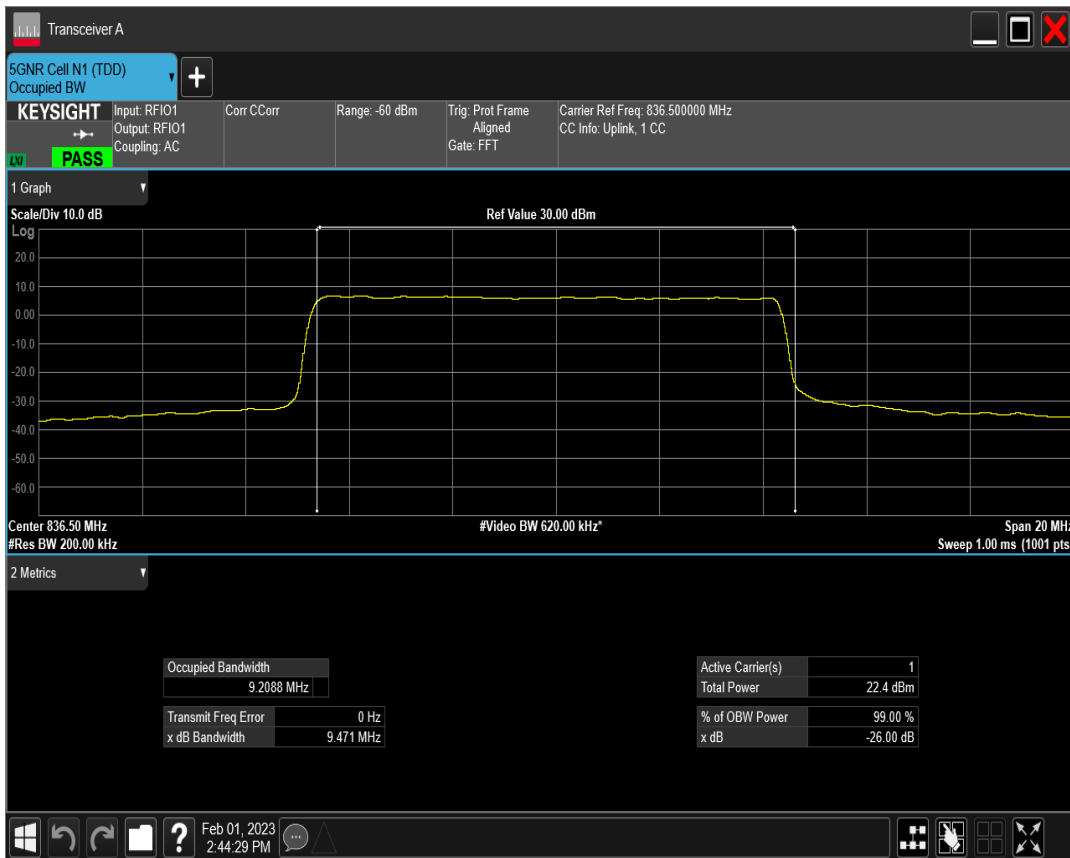 Transceiver A
5GNR Cell N1 (TDD)
Occupied BW
+
KEYSIGHT
LXI
PASS
Input: RFIO1
Output: RFIO1
Coupling: AC
Corr CCorr
Range: -60 dBm
Trig: Prot Frame
Aligned
Gate: FFT
Carrier Ref Freq: 836.500000 MHz
CC Info: Uplink, 1 CC
1 Graph
Scale/Div 10.0 dB
Ref Value 30.00 dBm
Log
20.0
10.0
0.00
-10.0
-20.0
-30.0
-40.0
-50.0
-60.0
Center 836.50 MHz
#Video BW 620.00 kHz*
Span 20 MHz
#Res BW 200.00 kHz
Sweep 1.00 ms (1001 pts
2 Metrics
Occupied Bandwidth
9.2088 MHz
Transmit Freq Error 0 Hz
x dB Bandwidth 9.471 MHz
Active Carrier(s) 1
Total Power 22.4 dBm
% of OBW Power 99.00 %
x dB -26.00 dB
?
Feb 01, 2023
2:44:29 PM